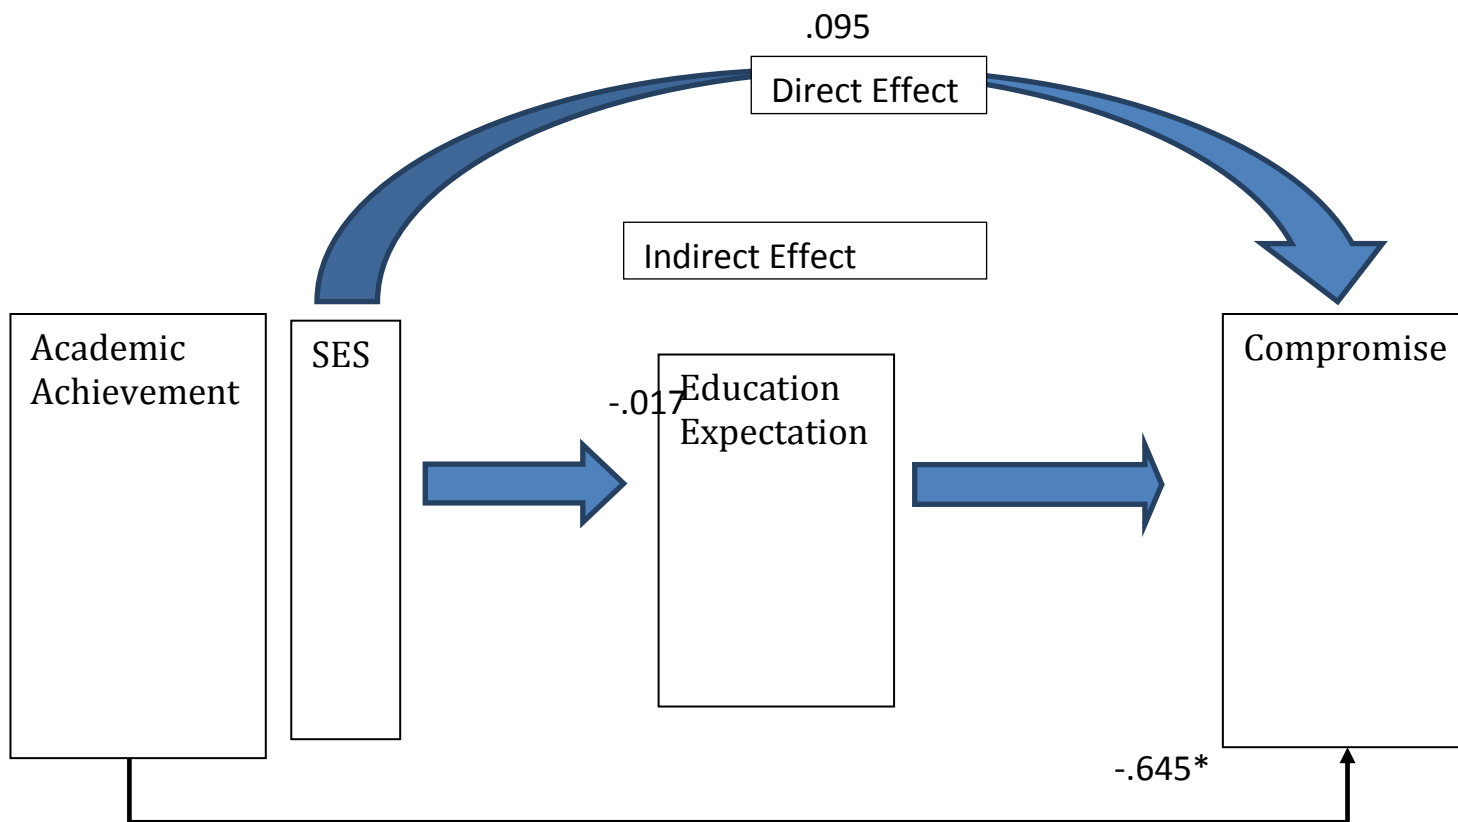 .095
Direct Effect
Indirect Effect
Academic
Achievement
SES
-.017
Education
Expectation
Compromise
-.645*